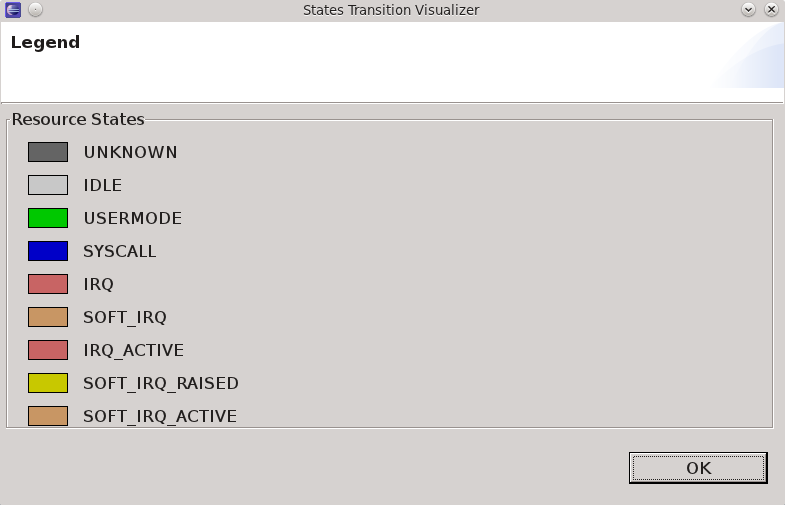 States Transition Visualizer
Legend
Resource States
UNKNOWN
IDLE
USERMODE
SYSCALL
IRQ
SOFT_IRQ
IRQ_ACTIVE
SOFT_IRQ_RAISED
SOFT_IRQ_ACTIVE
OK